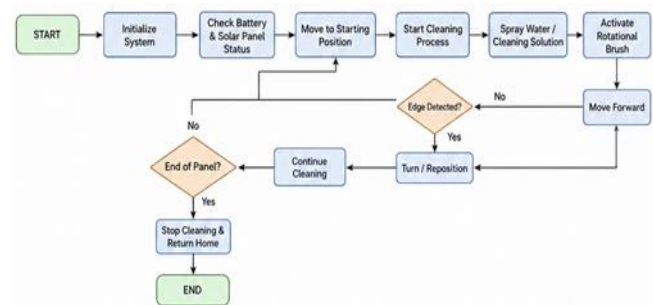 START
Initialize
System
Check Battery
& Solar Panel
Status
Move to Starting
Position
Start Cleaning
Process
Spray Water /
Cleaning Solution
Activate
Rotational
Brush
Edge Detected?
No
Move Forward
No
Yes
End of Panel?
Continue
Cleaning
Turn / Reposition
Yes
Stop Cleaning &
Return Home
END